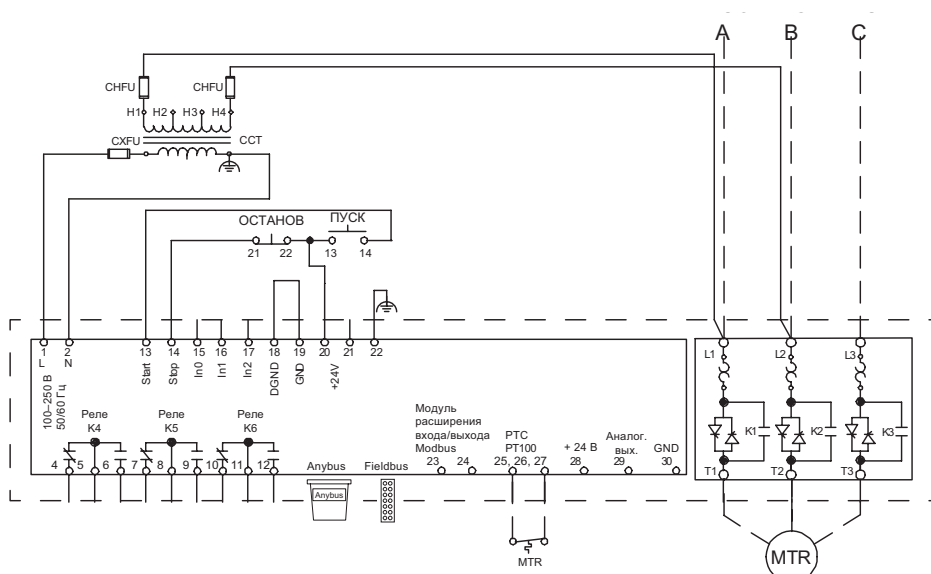 A B C
CHFU CHFU
H1 H2 H3 H4
CXFU CCT
ОСТАНОВ ПУСК
21 22 13 14
1 2 13 14 15 16 17 18 19 20 21 22
L N Start Stop In0 In1 In2 DGND GND +24V
L1 L2 L3
100–250 В
50/60 Гц
Реле
K4
Реле
K5
Реле
K6
Модуль
расширения
входа/выхода
Modbus
23 24
PTC
PT100
25, 26, 27
+ 24 В
28
Аналог.
вых.
29
GND
30
K1 K2 K3
4 5 6 7 8 9 10 11 12
Anybus Fieldbus
Anybus
T1 T2 T3
MTR
MTR